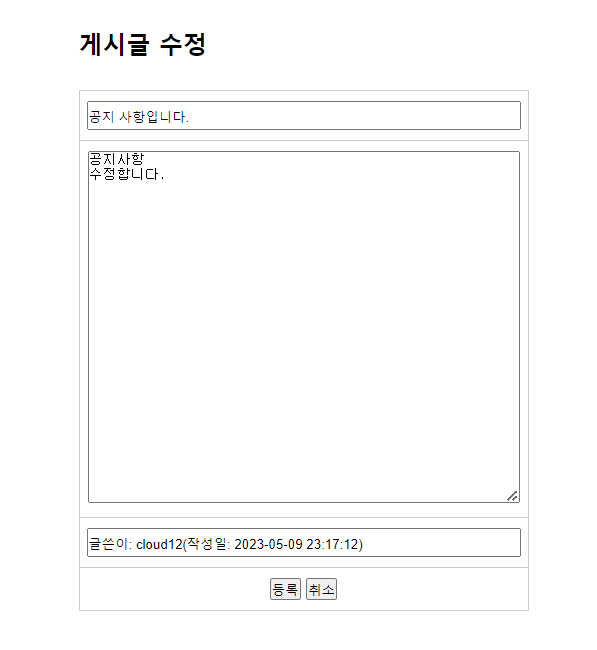 게시글 수정
공지 사항입니다.
공지사항
수정합니다.
글쓴이: cloud12(작성일: 2023-05-09 23:17:12)
등록 취소